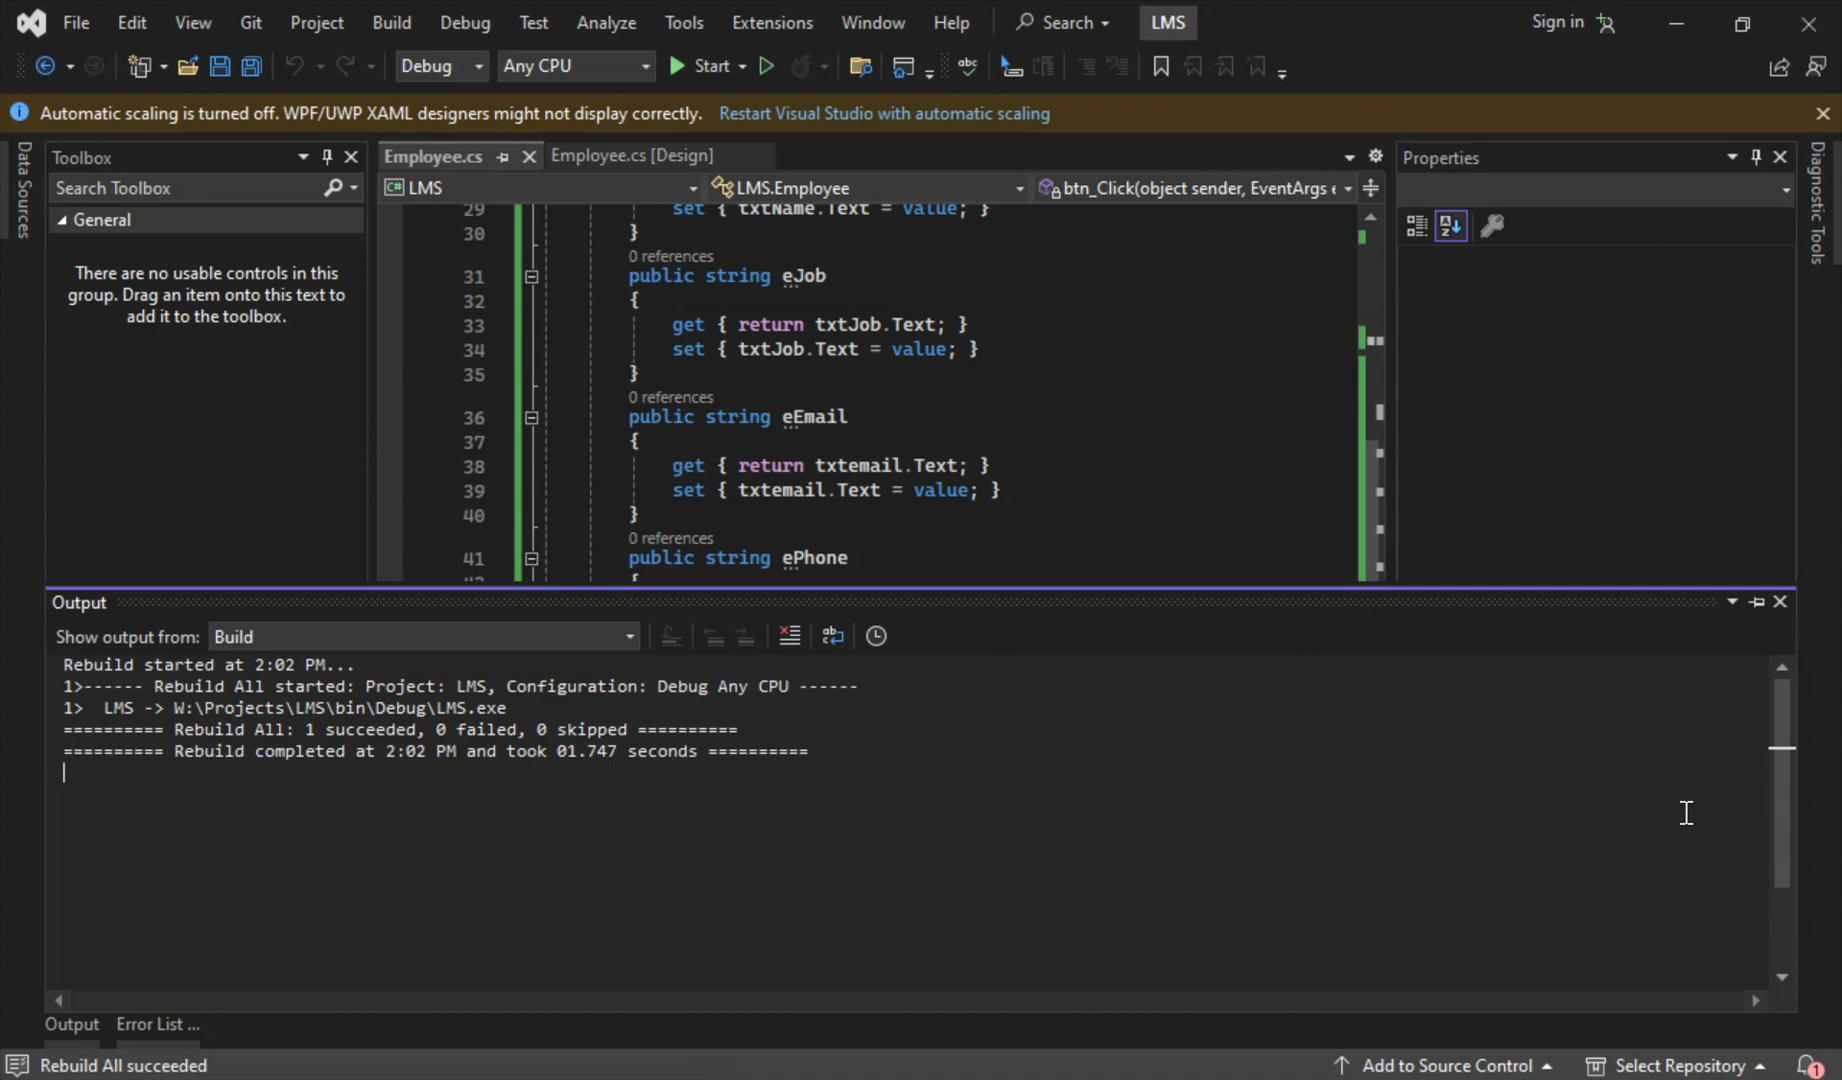 File Edit View Git Project Build Debug Test Analyze Tools Extensions Window Help Search LMS Sign in
Debug Any CPU Start
Automatic scaling is turned off. WPF/UWP XAML designers might not display correctly. Restart Visual Studio with automatic scaling
Data Sources
Toolbox
Search Toolbox
General
There are no usable controls in this
group. Drag an item onto this text to
add it to the toolbox.
Employee.cs Employee.cs [Design]
LMS LMS.Employee btn_Click(object sender, EventArgs e
29 set { txtName.Text = value; }
30 }
0 references
31 public string eJob
32 {
33 get { return txtJob.Text; }
34 set { txtJob.Text = value; }
35 }
0 references
36 public string eEmail
37 {
38 get { return txtemail.Text; }
39 set { txtemail.Text = value; }
40 }
0 references
41 public string ePhone
42 {
Properties
Diagnostic Tools
Output
Show output from: Build
Rebuild started at 2:02 PM...
1>------ Rebuild All started: Project: LMS, Configuration: Debug Any CPU ------
1>  LMS -> W:\Projects\LMS\bin\Debug\LMS.exe
========== Rebuild All: 1 succeeded, 0 failed, 0 skipped ==========
========== Rebuild completed at 2:02 PM and took 01.747 seconds ==========
Output Error List ...
Rebuild All succeeded Add to Source Control Select Repository 1